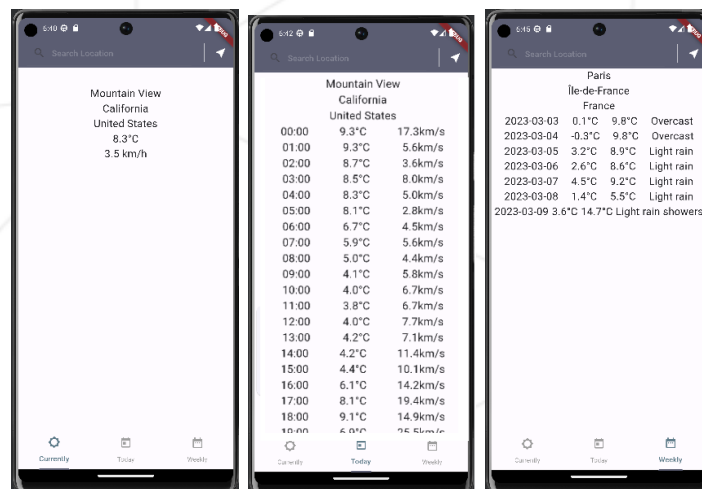 5:40
Search Location
Mountain View
California
United States
8.3°C
3.5 km/h
Currently
Today
Weekly
5:42
Search Location
Mountain View
California
United States
00:00 9.3°C 17.3km/s
01:00 9.3°C 5.6km/s
02:00 8.7°C 3.6km/s
03:00 8.5°C 8.0km/s
04:00 8.3°C 5.0km/s
05:00 8.1°C 2.8km/s
06:00 6.7°C 4.5km/s
07:00 5.9°C 5.6km/s
08:00 5.0°C 4.4km/s
09:00 4.1°C 5.8km/s
10:00 4.0°C 6.7km/s
11:00 3.8°C 6.7km/s
12:00 4.0°C 7.7km/s
13:00 4.2°C 7.1km/s
14:00 4.2°C 11.4km/s
15:00 4.4°C 10.1km/s
16:00 6.1°C 14.2km/s
17:00 8.1°C 19.4km/s
18:00 9.1°C 14.9km/s
19:00 6.9°C 25.5km/s
Currently
Today
Weekly
Search Location
Paris
Île-de-France
France
2023-03-03 0.1°C 9.8°C Overcast
2023-03-04 -0.3°C 9.8°C Overcast
2023-03-05 3.2°C 8.9°C Light rain
2023-03-06 2.6°C 8.6°C Light rain
2023-03-07 4.5°C 9.2°C Light rain
2023-03-08 1.4°C 5.5°C Light rain
2023-03-09 3.6°C 14.7°C Light rain showers
Currently
Today
Weekly